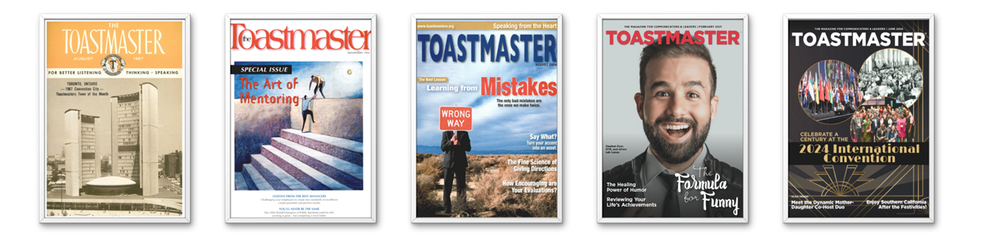 THE
TOASTMASTER
AUGUST 1967
FOR BETTER LISTENING THINKING · SPEAKING
TORONTO, ONTARIO
— 1967 Convention City —
Toastmasters Town of the Month
the
Toastmaster
SPECIAL ISSUE
The Art of
Mentoring
LESSONS FROM THE BEST MANAGERS
YOU'LL NEVER BE THE SAME
www.toastmasters.org
Speaking from the Heart
TOASTMASTER
AUGUST 2004
The Best Lesson:
Learning from Mistakes
The only bad mistakes are
the ones we make twice.
WRONG
WAY
Say What?
Turn your accent
into an asset.
The Fine Science of
Giving Directions
How Encouraging are
Your Evaluations?
THE MAGAZINE FOR COMMUNICATORS & LEADERS | FEBRUARY 2021
TOASTMASTER
DTM, and others
The Formula
for Funny
The Healing
Power of Humor
Reviewing Your
Life's Achievements
THE MAGAZINE FOR COMMUNICATORS & LEADERS | JUNE 2024
TOASTMASTER
CELEBRATE A
CENTURY AT THE
2024 International
Convention
Meet the Dynamic Mother-
Daughter Co-Host Duo
Enjoy Southern California
After the Festivities!